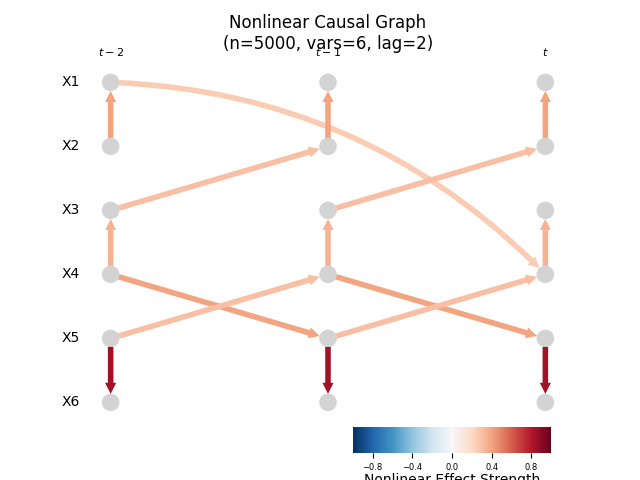 Nonlinear Causal Graph
(n=5000, vars=6, lag=2)
t − 2 t − 1 t
X1
X2
X3
X4
X5
X6
−0.8 −0.4 0.0 0.4 0.8
Nonlinear Effect Strength